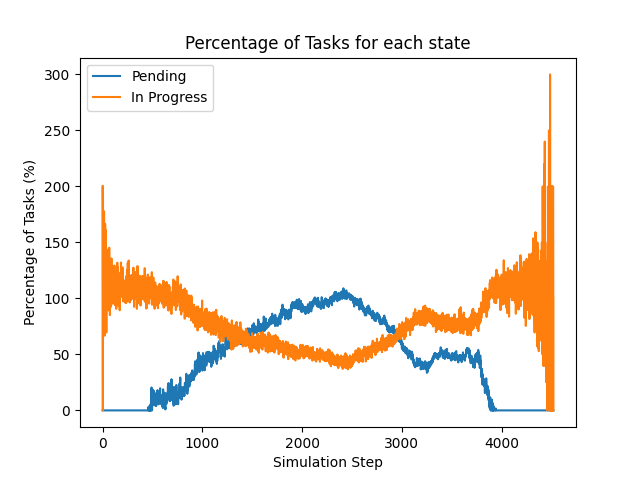 Percentage of Tasks for each state
Pending
In Progress
300
250
200
150
100
50
0
Percentage of Tasks (%)
0 1000 2000 3000 4000
Simulation Step